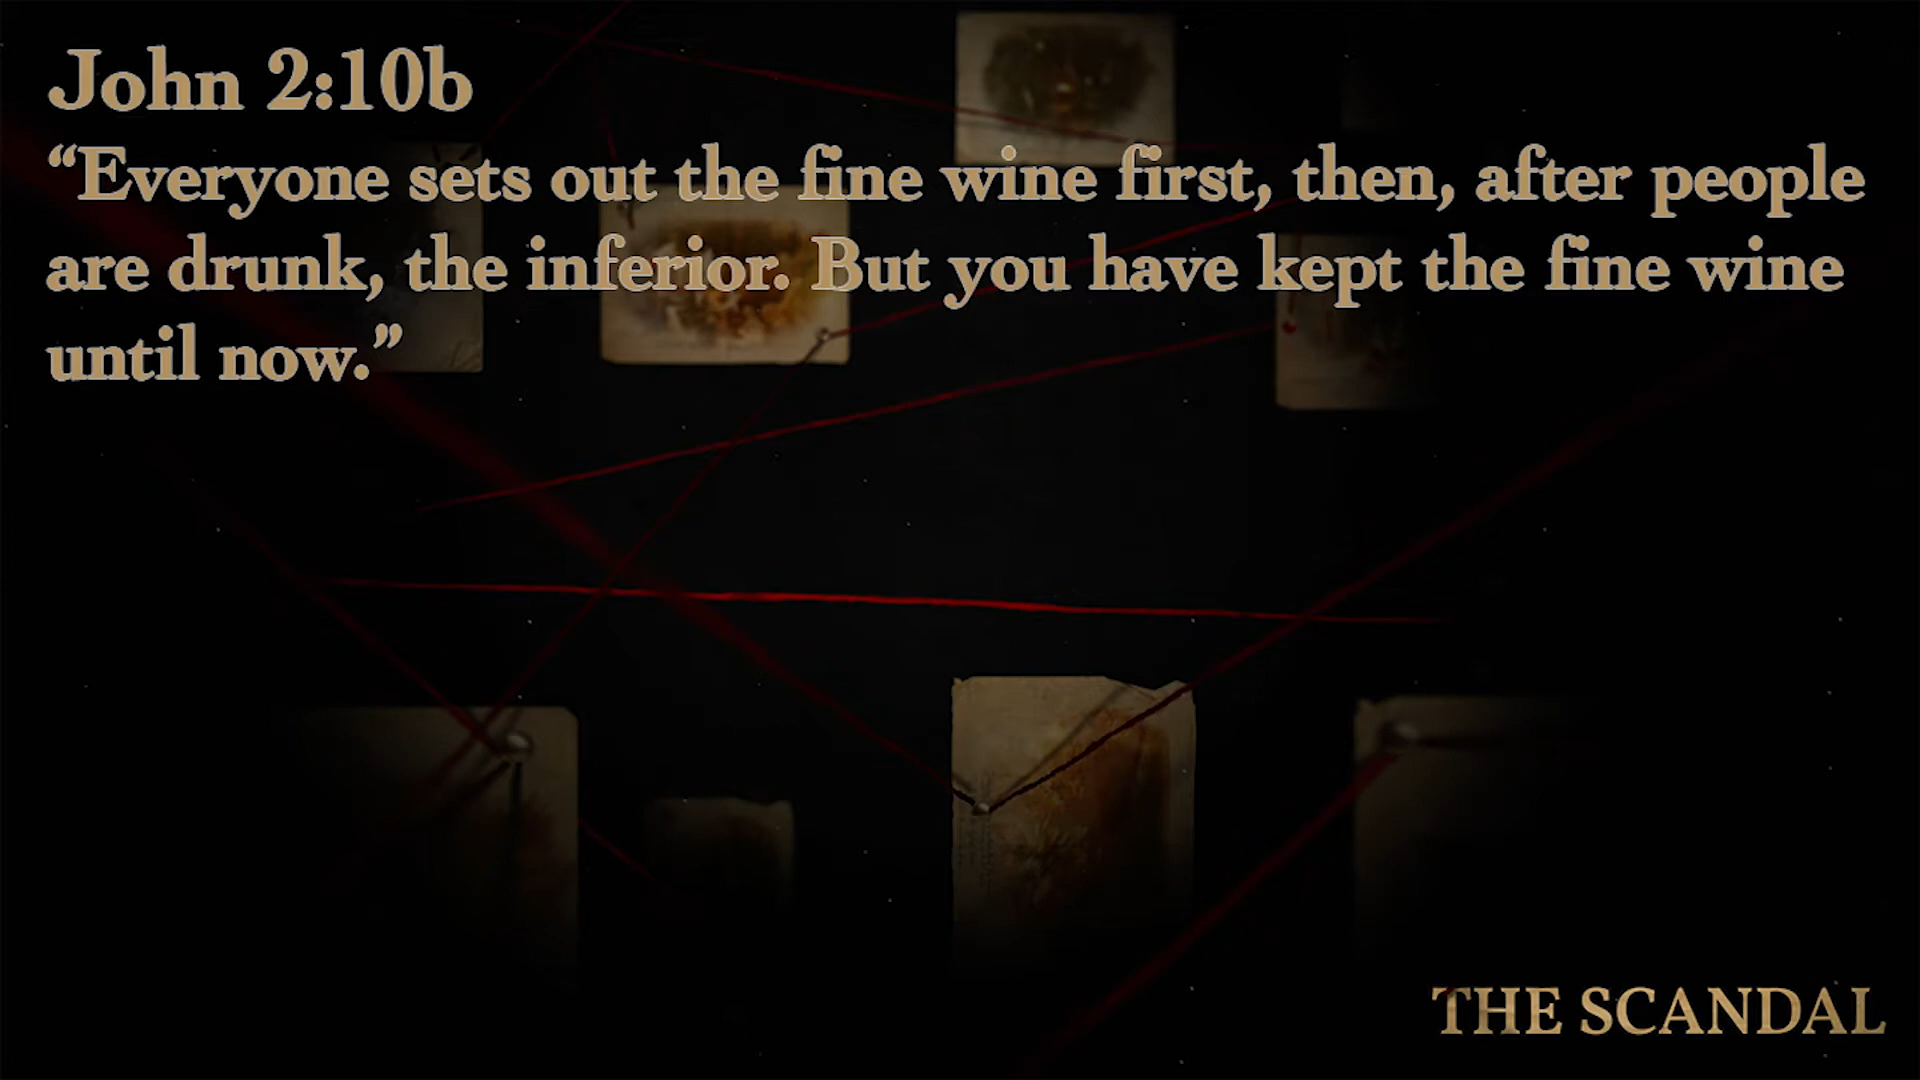 John 2:10b
“Everyone sets out the fine wine first, then, after people
are drunk, the inferior. But you have kept the fine wine
until now.”
THE SCANDAL